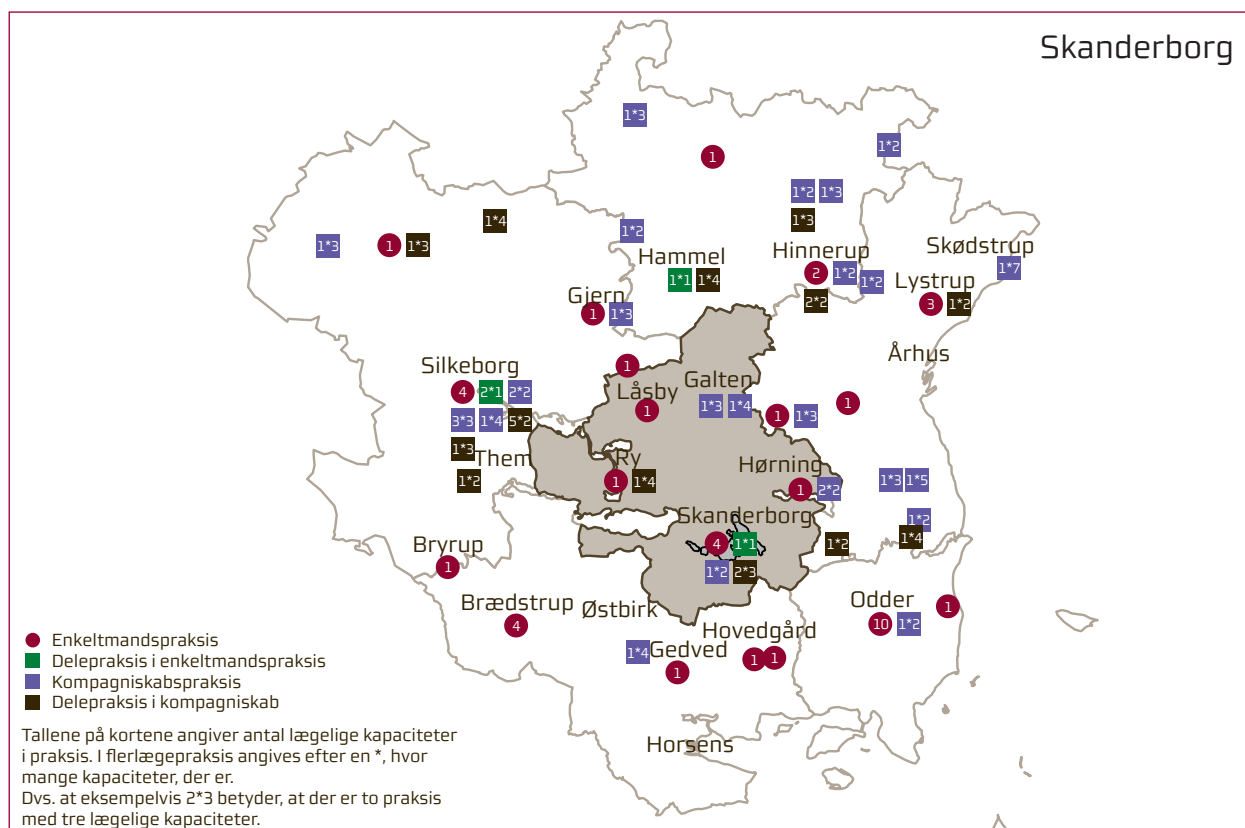 Skanderborg
1*3
1*2
1
1*2 1*3
1*4
1*3
1*2
1*3
1
1*3
Hammel
Hinnerup
Skødstrup
1*1
1*4
2
1*2
1*2
1*7
Lystrup
Gjern
2*2
3
1*2
1
1*3
Århus
1
Silkeborg
Låsby
Galten
4
2*1
2*2
1
1*3
1*4
1
1*3
1
3*3
1*4
5*2
1*3
Them
Ry
Hørning
1*2
1
1*4
1
2*2
1*3
1*5
Skanderborg
1*2
4
1*1
1*2
1*4
Bryrup
1
1*2
2*3
Brædstrup
Østbirk
Odder
1
4
10
1*2
Hovedgård
1*4
Gedved
1
1
1
Horsens
Enkeltmandspraksis
Delepraksis i enkeltmandspraksis
Kompagniskabspraksis
Delepraksis i kompagniskab
Tallene på kortene angiver antal lægelige kapaciteter
i praksis. I flerlægepraksis angives efter en *, hvor
mange kapaciteter, der er.
Dvs. at eksempelvis 2*3 betyder, at der er to praksis
med tre lægelige kapaciteter.